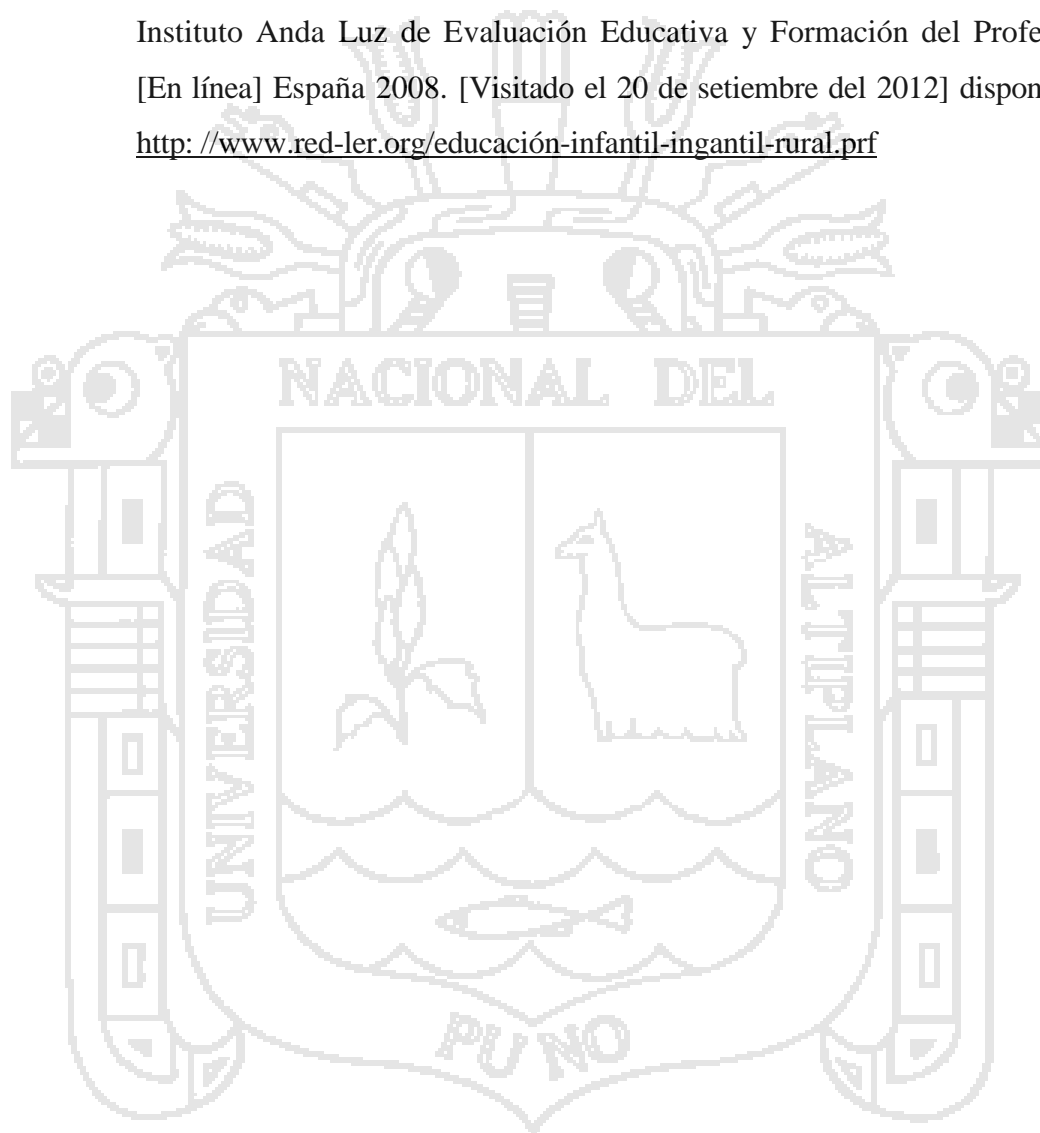 Instituto Anda Luz de Evaluación Educativa y Formación del Profe
[En línea] España 2008. [Visitado el 20 de setiembre del 2012] dispon
http: //www.red-ler.org/educación-infantil-ingantil-rural.prf
NACIONAL DEL
UNIVERSIDAD
ALTIPLANO
PUNO